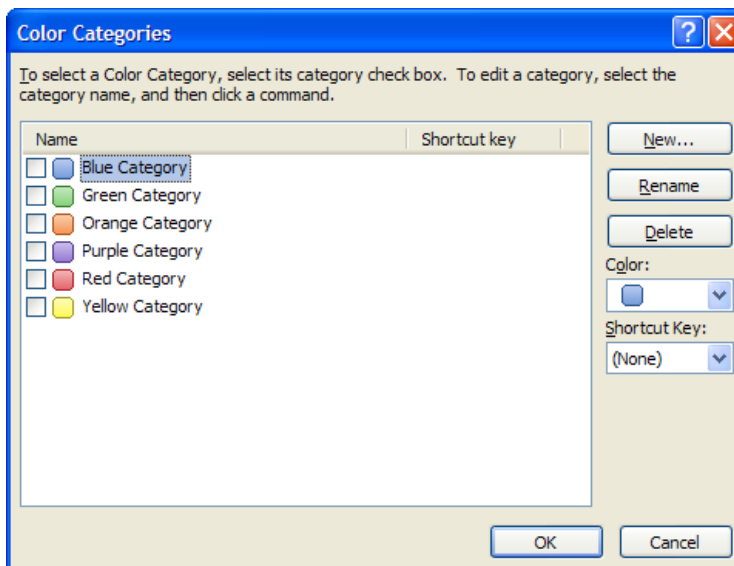 Color Categories
To select a Color Category, select its category check box.  To edit a category, select the
category name, and then click a command.
Name Shortcut key
Blue Category
Green Category
Orange Category
Purple Category
Red Category
Yellow Category
New...
Rename
Delete
Color:
Shortcut Key:
(None)
OK Cancel